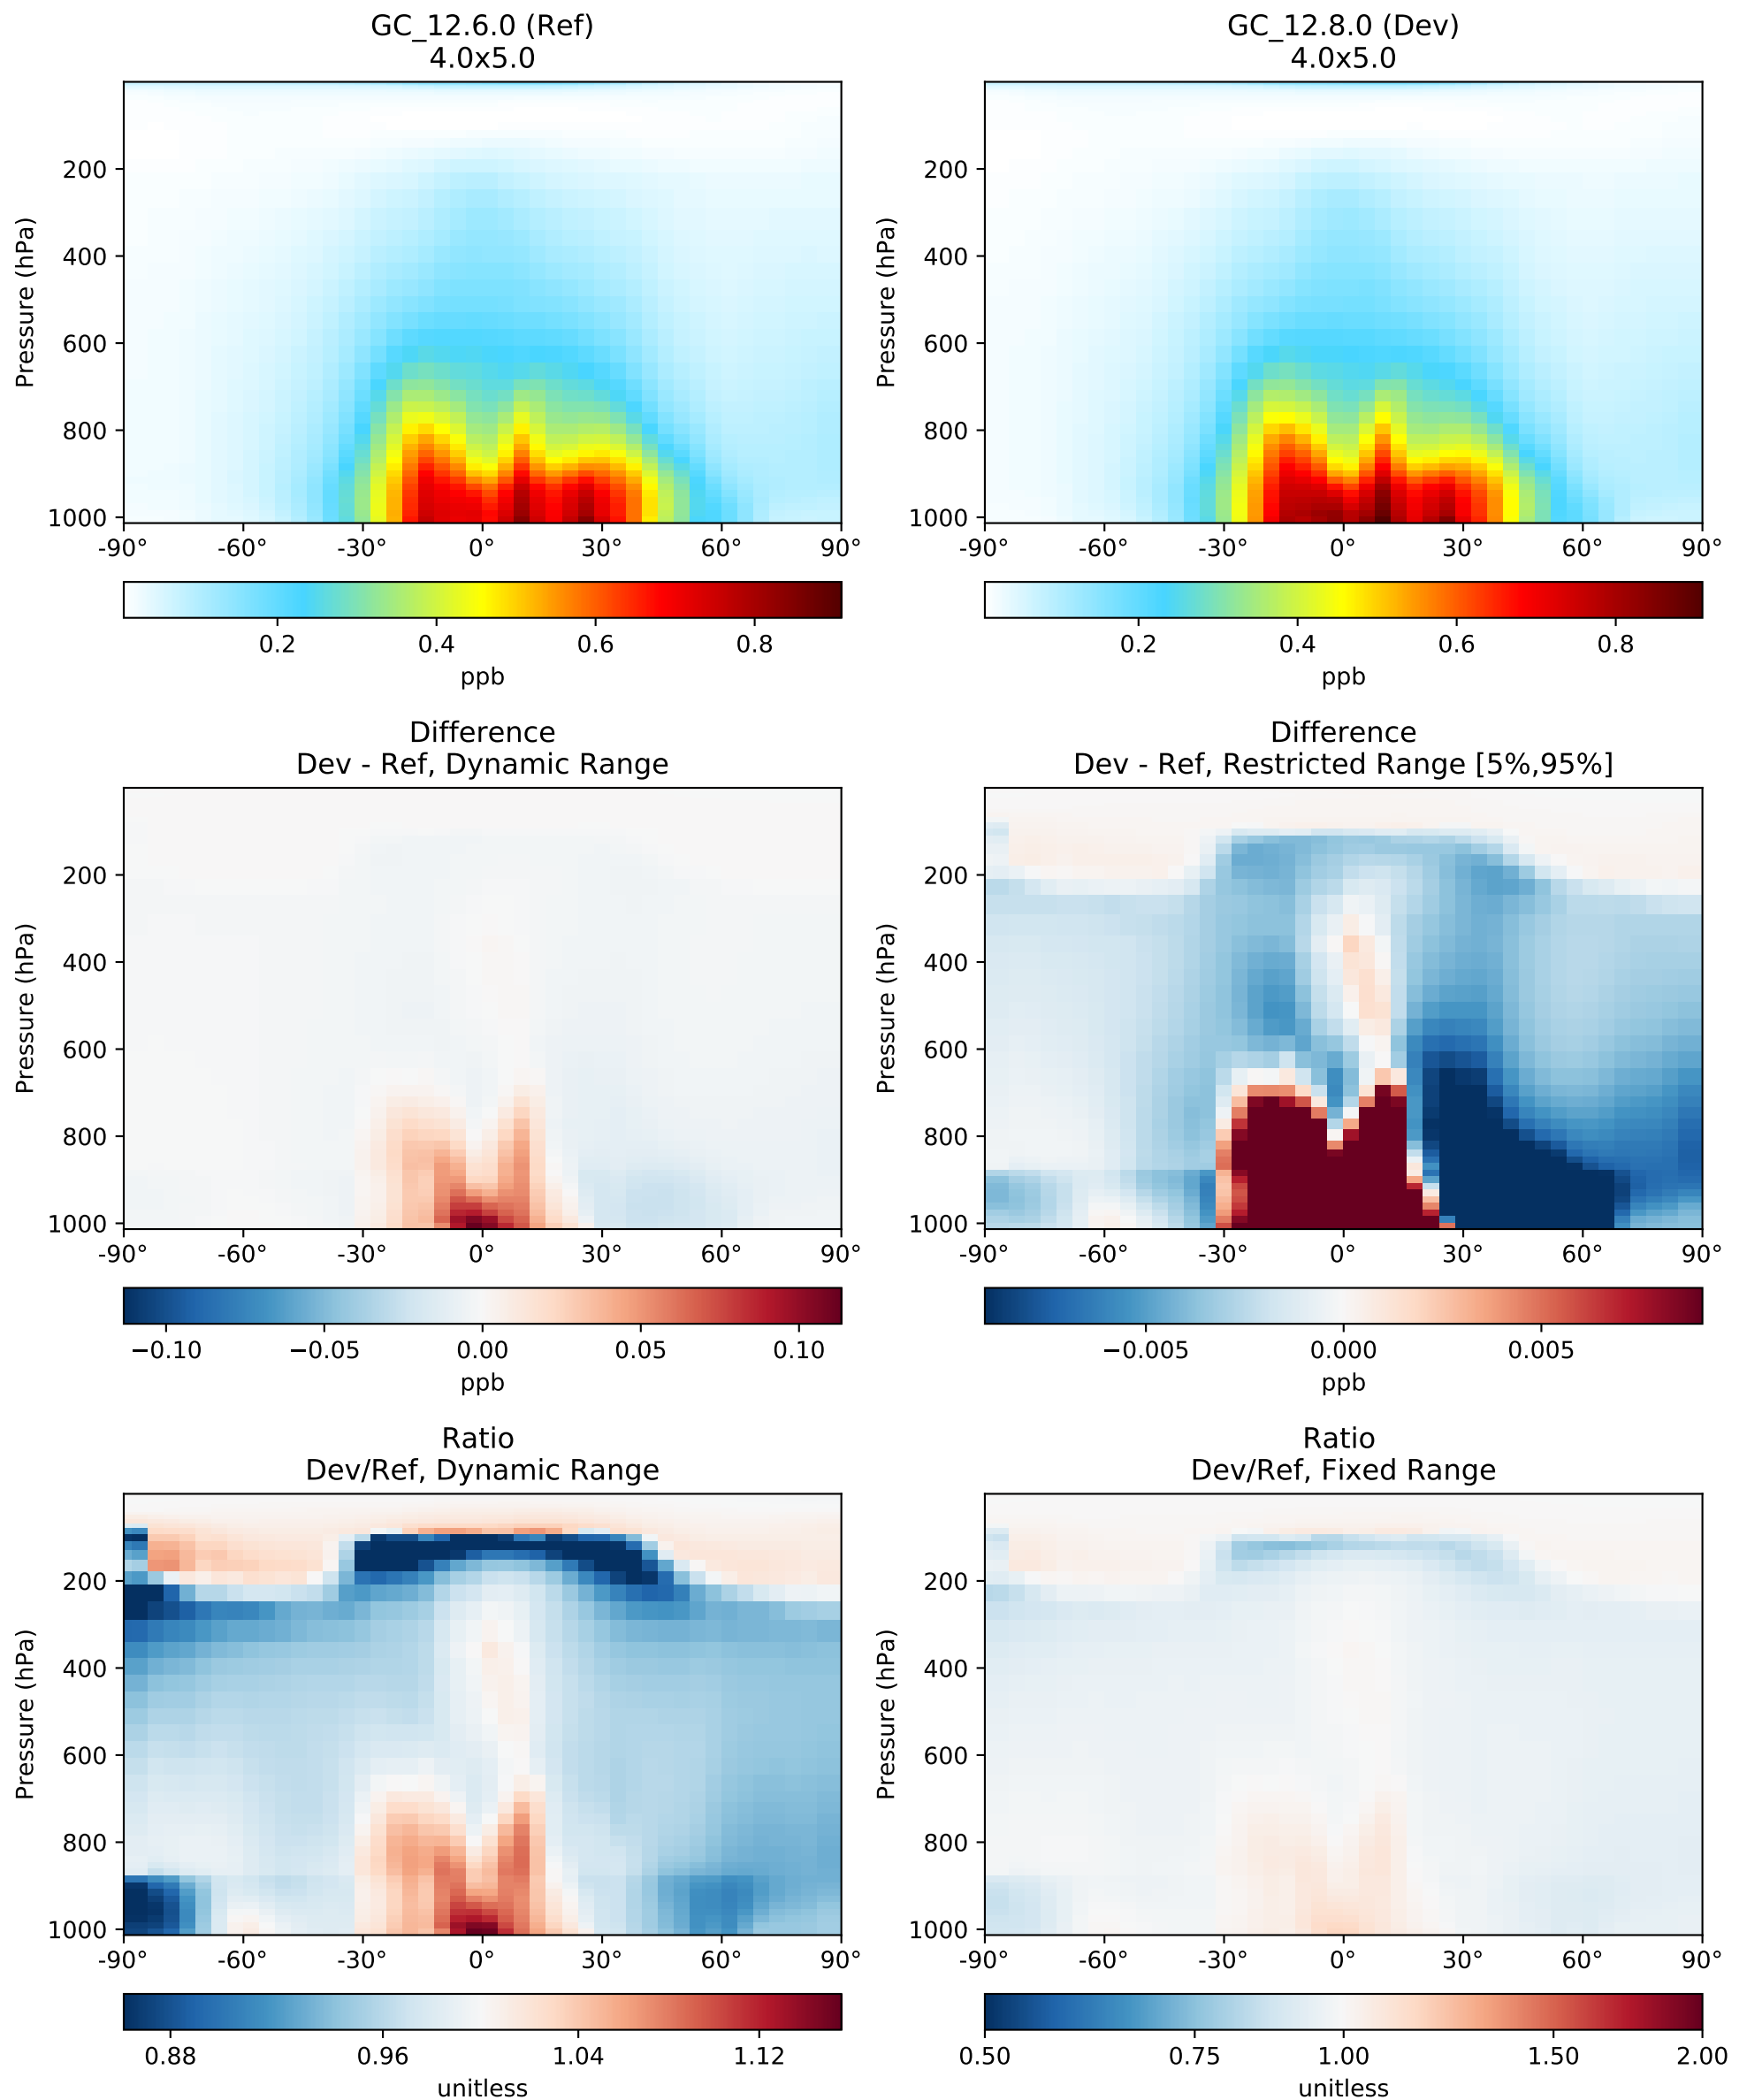 GC_12.6.0 (Ref)
4.0x5.0
Pressure (hPa)
200
400
600
800
1000
-90° -60° -30° 0° 30° 60° 90°
0.2 0.4 0.6 0.8
ppb
GC_12.8.0 (Dev)
4.0x5.0
Pressure (hPa)
200
400
600
800
1000
-90° -60° -30° 0° 30° 60° 90°
0.2 0.4 0.6 0.8
ppb
Difference
Dev - Ref, Dynamic Range
Pressure (hPa)
200
400
600
800
1000
-90° -60° -30° 0° 30° 60° 90°
−0.10 −0.05 0.00 0.05 0.10
ppb
Difference
Dev - Ref, Restricted Range [5%,95%]
Pressure (hPa)
200
400
600
800
1000
-90° -60° -30° 0° 30° 60° 90°
−0.005 0.000 0.005
ppb
Ratio
Dev/Ref, Dynamic Range
Pressure (hPa)
200
400
600
800
1000
-90° -60° -30° 0° 30° 60° 90°
0.88 0.96 1.04 1.12
unitless
Ratio
Dev/Ref, Fixed Range
Pressure (hPa)
200
400
600
800
1000
-90° -60° -30° 0° 30° 60° 90°
0.50 0.75 1.00 1.50 2.00
unitless